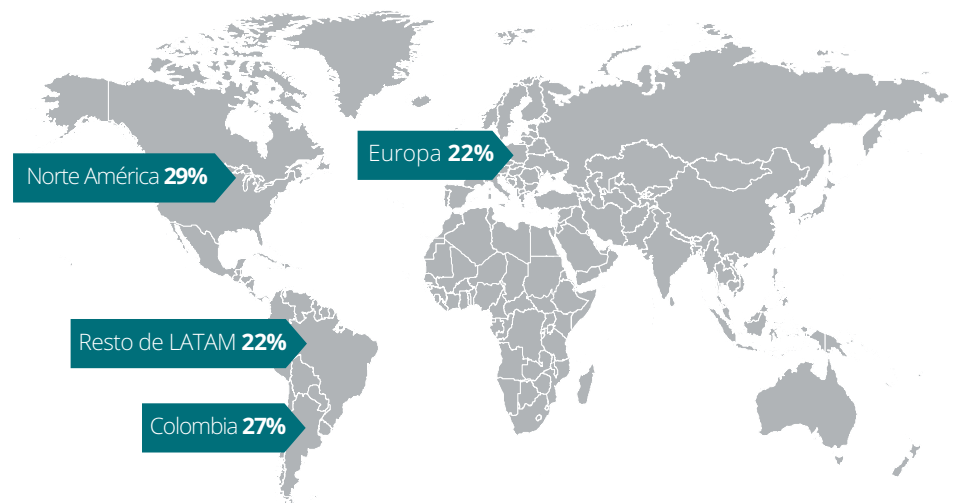 Europa 22%
Norte América 29%
Resto de LATAM 22%
Colombia 27%